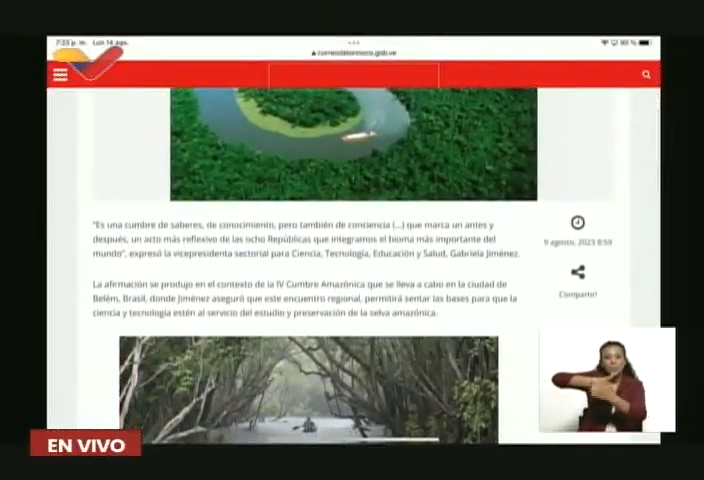 7:23 p. m. Lun 14 ago.
correodelorinoco.gob.ve
90 %
"Es una cumbre de saberes, de conocimiento, pero también de conciencia (...) que marca un antes y
después, un acto más reflexivo de las ocho Repúblicas que integramos el bioma más importante del
mundo", expresó la vicepresidenta sectorial para Ciencia, Tecnología, Educación y Salud, Gabriela Jiménez.
9 agosto, 2023 8:59
La afirmación se produjo en el contexto de la IV Cumbre Amazónica que se lleva a cabo en la ciudad de
Belém, Brasil, donde Jiménez aseguró que este encuentro regional, permitirá sentar las bases para que la
ciencia y tecnología estén al servicio del estudio y preservación de la selva amazónica.
Compartir!
EN VIVO